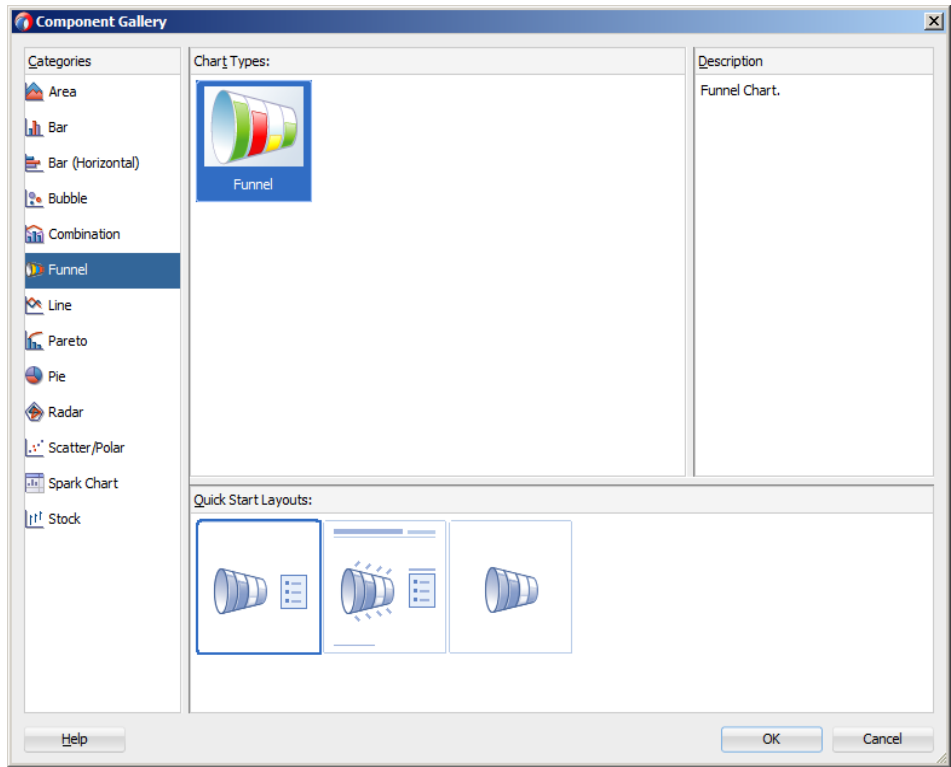 Component Gallery
Categories
Area
Bar
Bar (Horizontal)
Bubble
Combination
Funnel
Line
Pareto
Pie
Radar
Scatter/Polar
Spark Chart
Stock
Chart Types:
Funnel
Description
Funnel Chart.
Quick Start Layouts:
Help
OK
Cancel